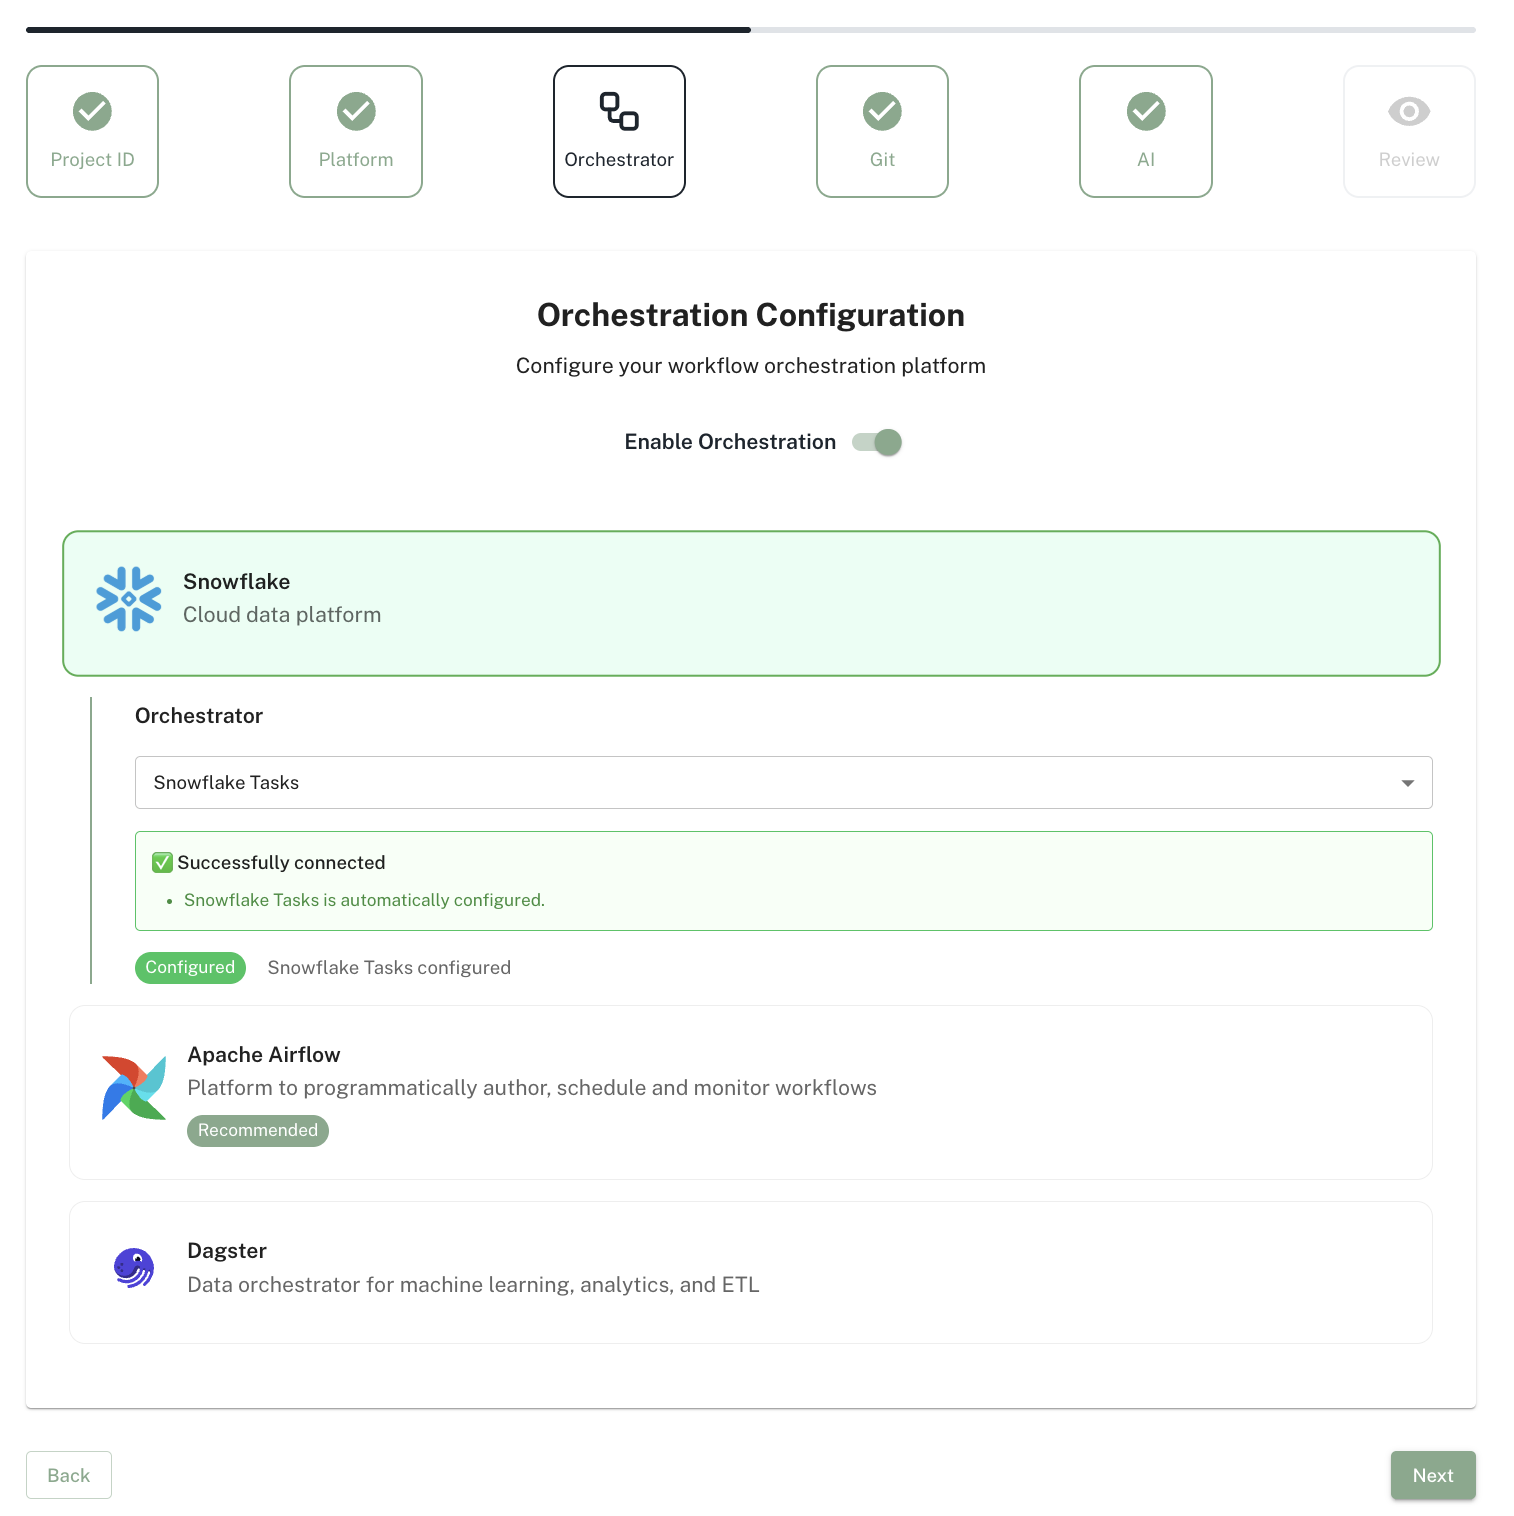 Project ID
Platform
Orchestrator
Git
AI
Review
Orchestration Configuration
Configure your workflow orchestration platform
Enable Orchestration
Snowflake
Cloud data platform
Orchestrator
Snowflake Tasks
✅ Successfully connected
• Snowflake Tasks is automatically configured.
Configured Snowflake Tasks configured
Apache Airflow
Platform to programmatically author, schedule and monitor workflows
Recommended
Dagster
Data orchestrator for machine learning, analytics, and ETL
Back
Next